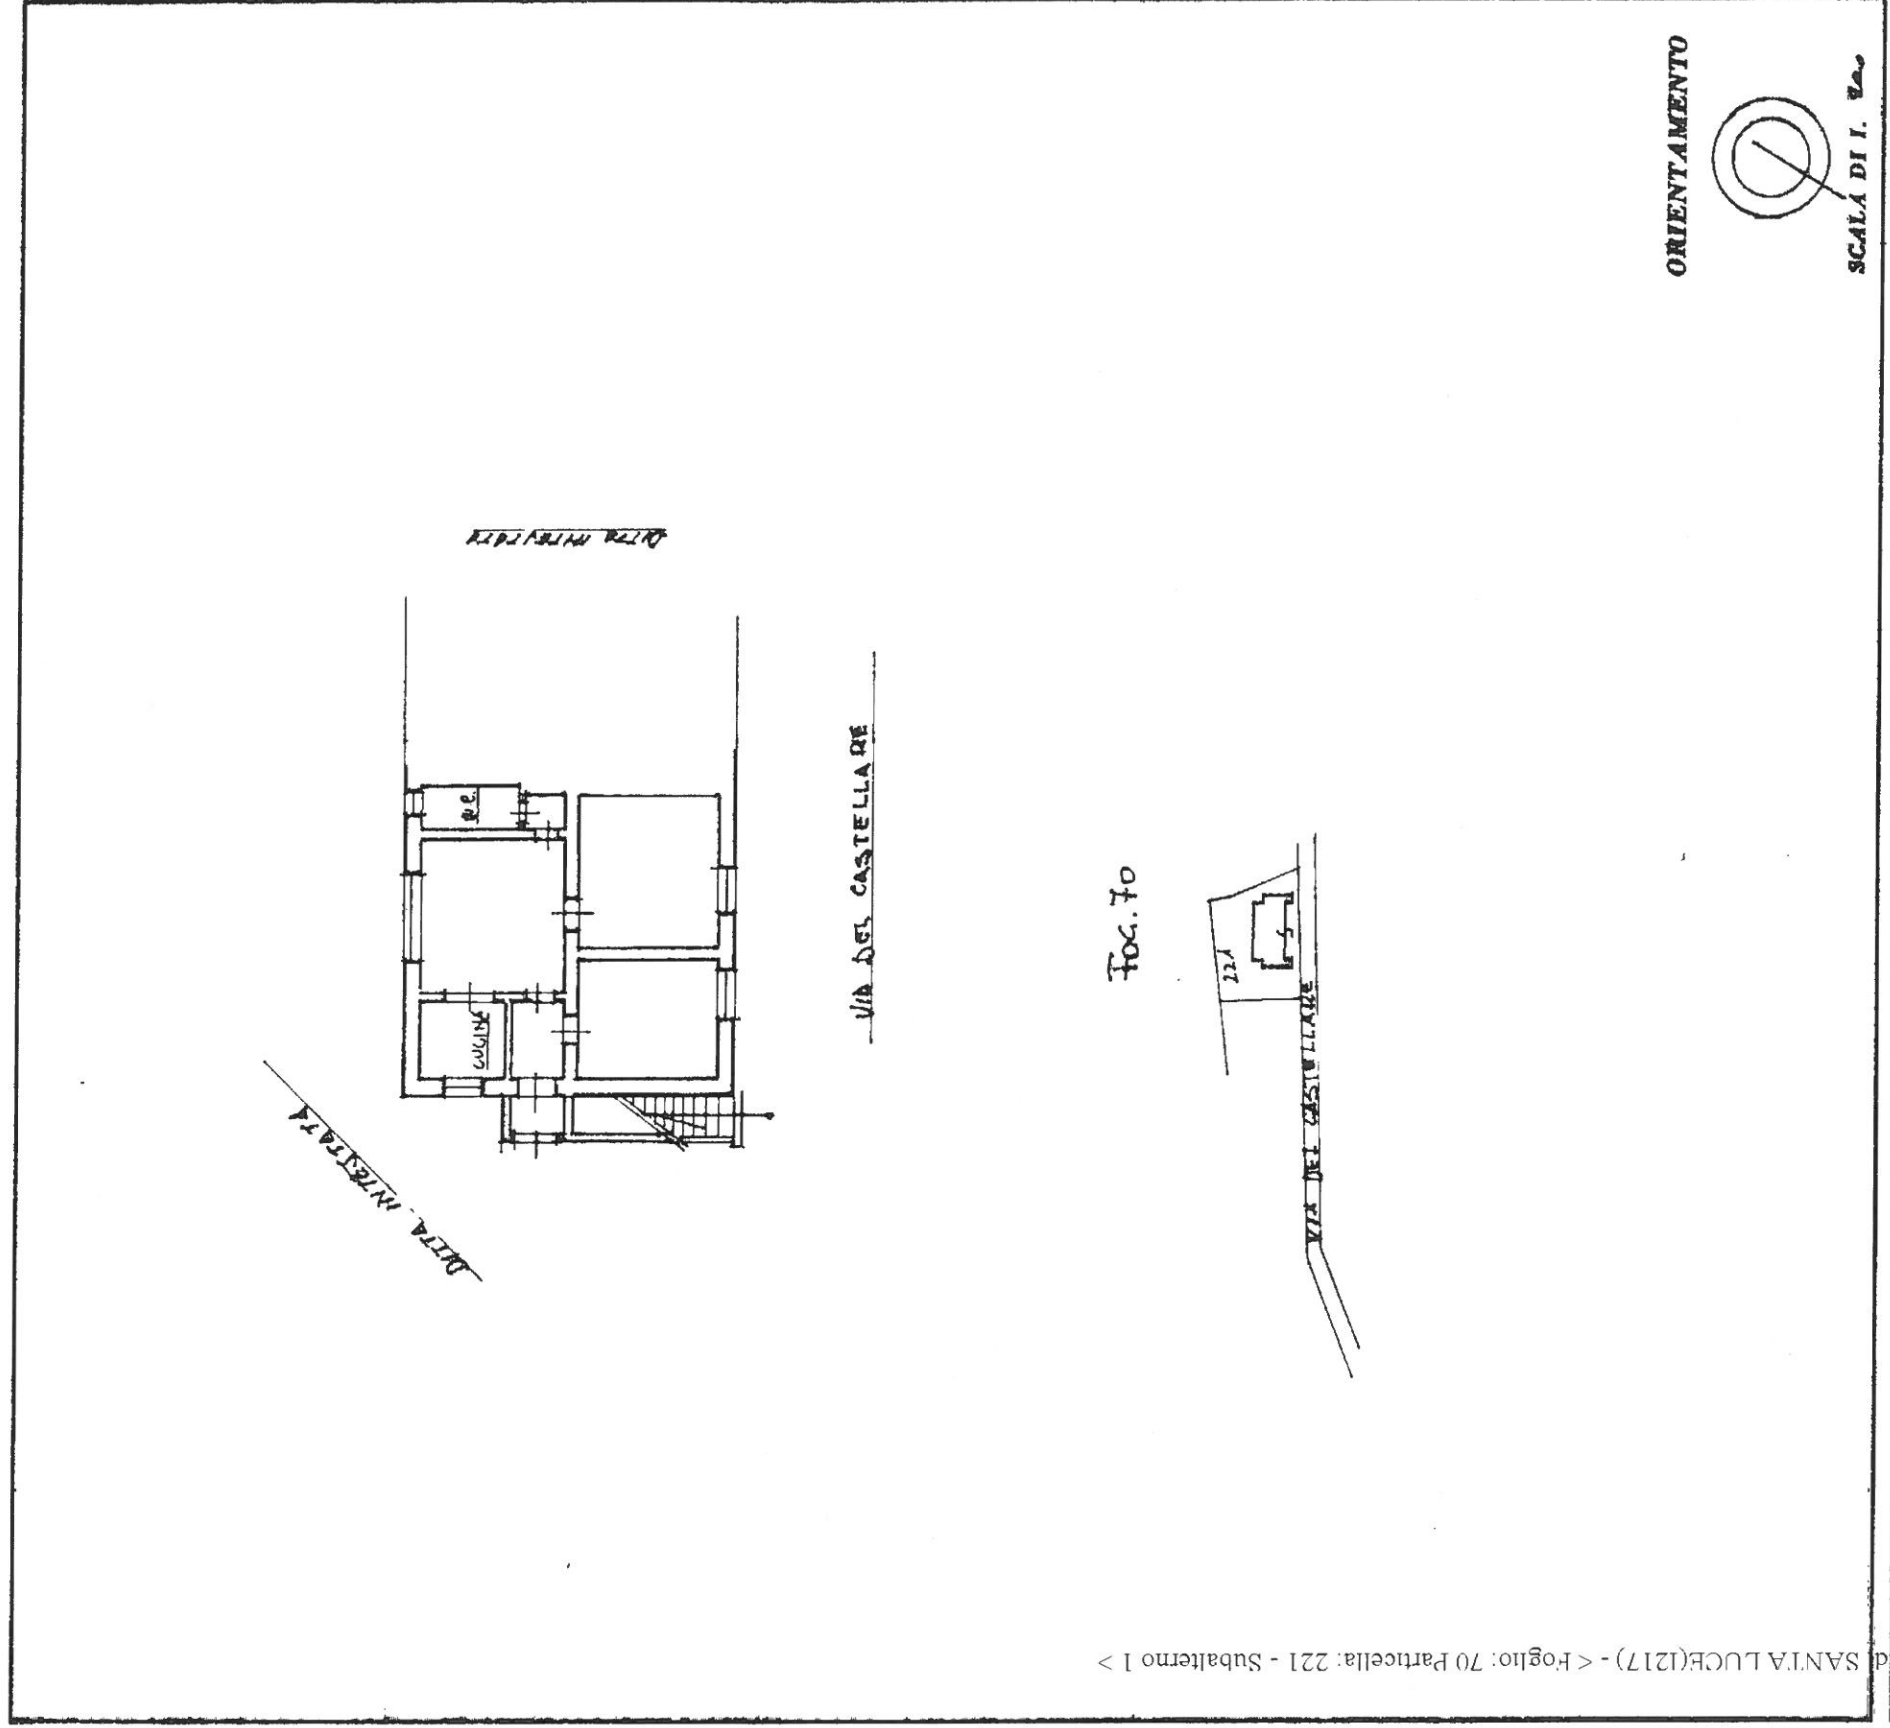 DITTA INTESTATA
W.C.
CUCINA
DITTA INTESTATA
VIA DEL CASTELLARE
FOG. 70
221
VIA DEL CASTELLARE
ORIENTAMENTO
SCALA DI I.
SANTA LUCE(I217) - < Foglio: 70 Particella: 221 - Subalterno 1 >